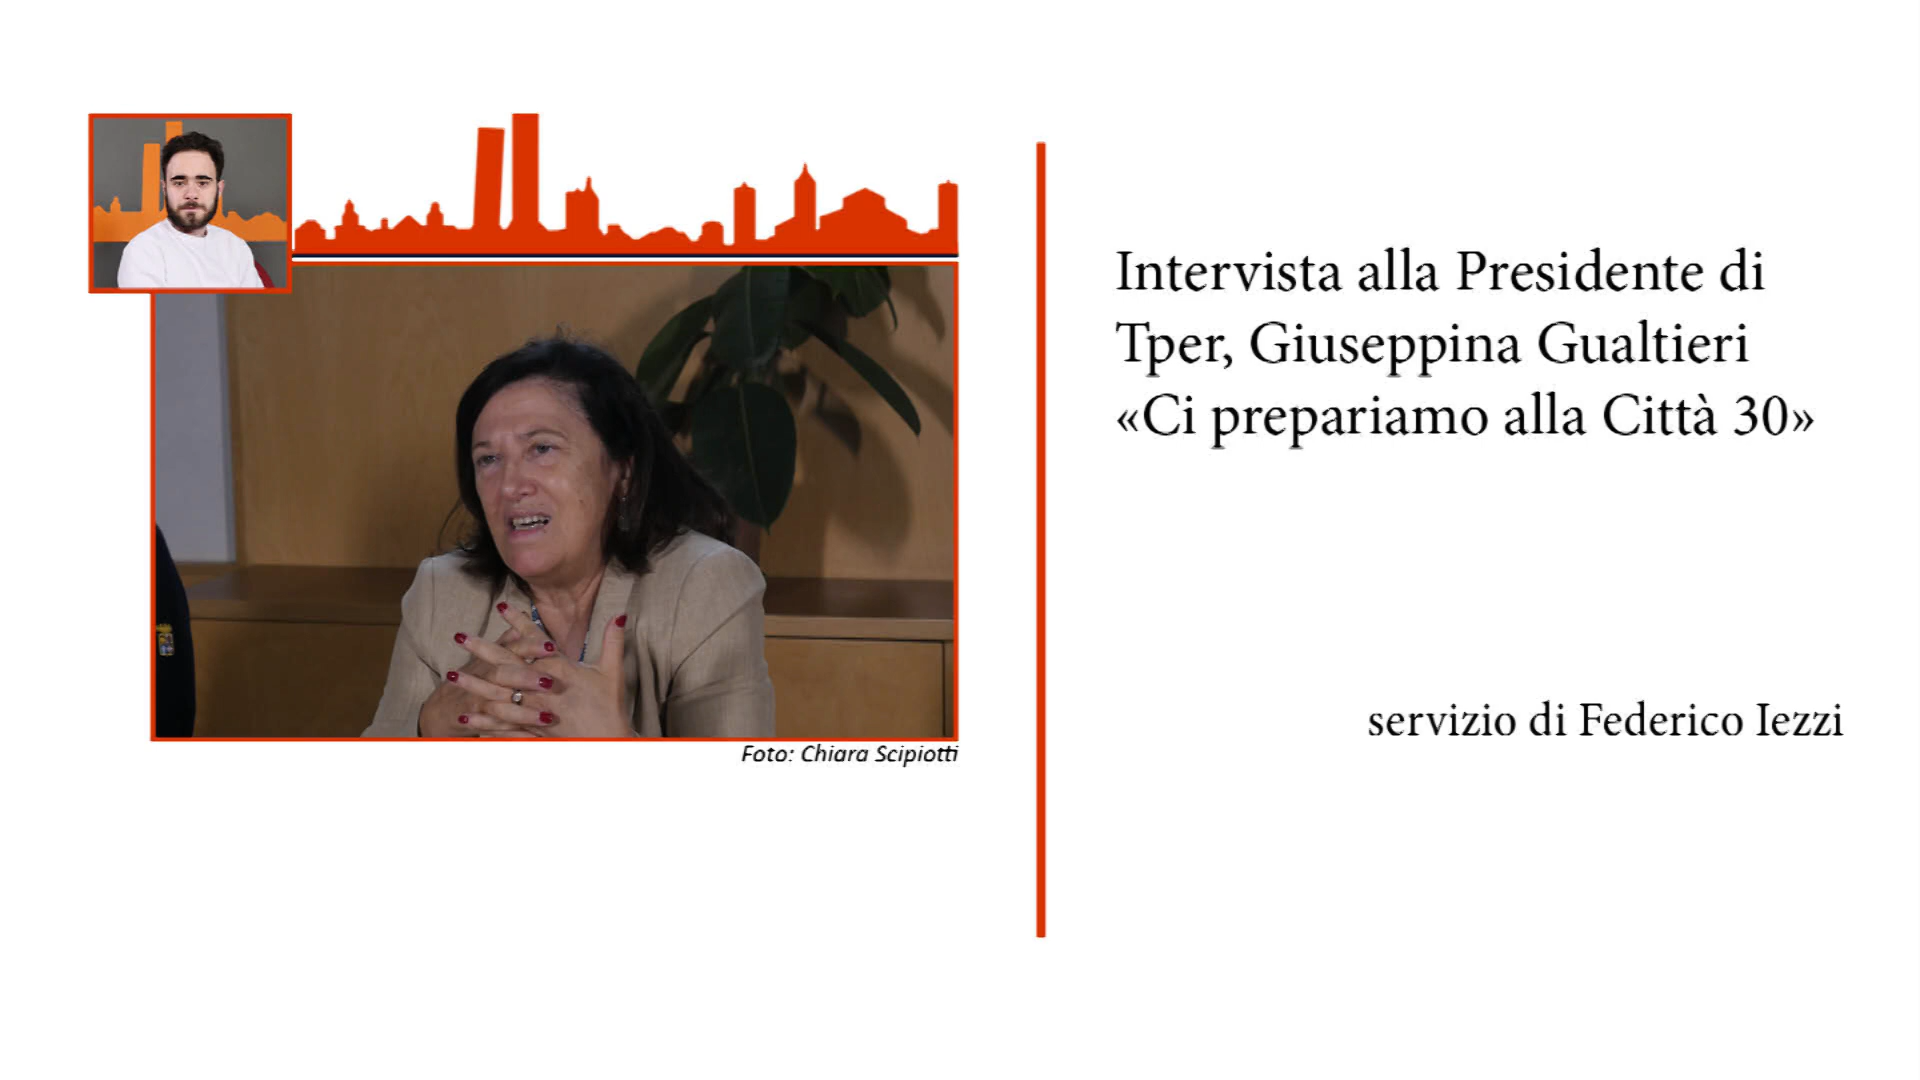 Intervista alla Presidente di
Tper, Giuseppina Gualtieri
«Ci prepariamo alla Città 30»
servizio di Federico Iezzi
Foto: Chiara Scipiotti